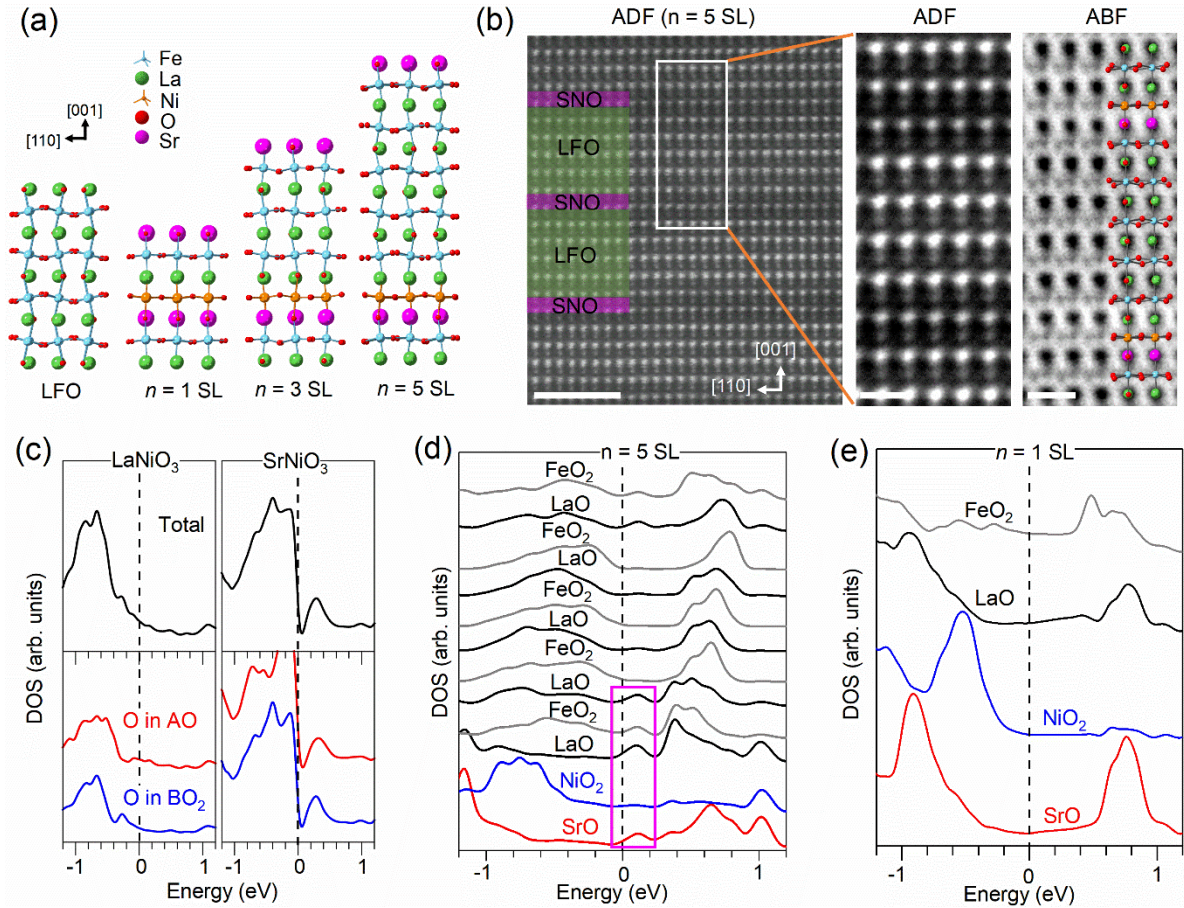 (a)
Fe
La
Ni
O
Sr
[001]
[110]
LFO
n = 1 SL
n = 3 SL
n = 5 SL
(b)
ADF (n = 5 SL)
ADF
ABF
SNO
LFO
SNO
LFO
SNO
[001]
[110]
(c)
LaNiO₃
SrNiO₃
Total
O in AO
O in BO₂
DOS (arb. units)
-1 0 1 -1 0 1
Energy (eV)
(d)
n = 5 SL
FeO₂
LaO
FeO₂
LaO
FeO₂
LaO
FeO₂
LaO
FeO₂
LaO
NiO₂
SrO
DOS (arb. units)
-1 0 1
Energy (eV)
(e)
n = 1 SL
FeO₂
LaO
NiO₂
SrO
DOS (arb. units)
-1 0 1
Energy (eV)